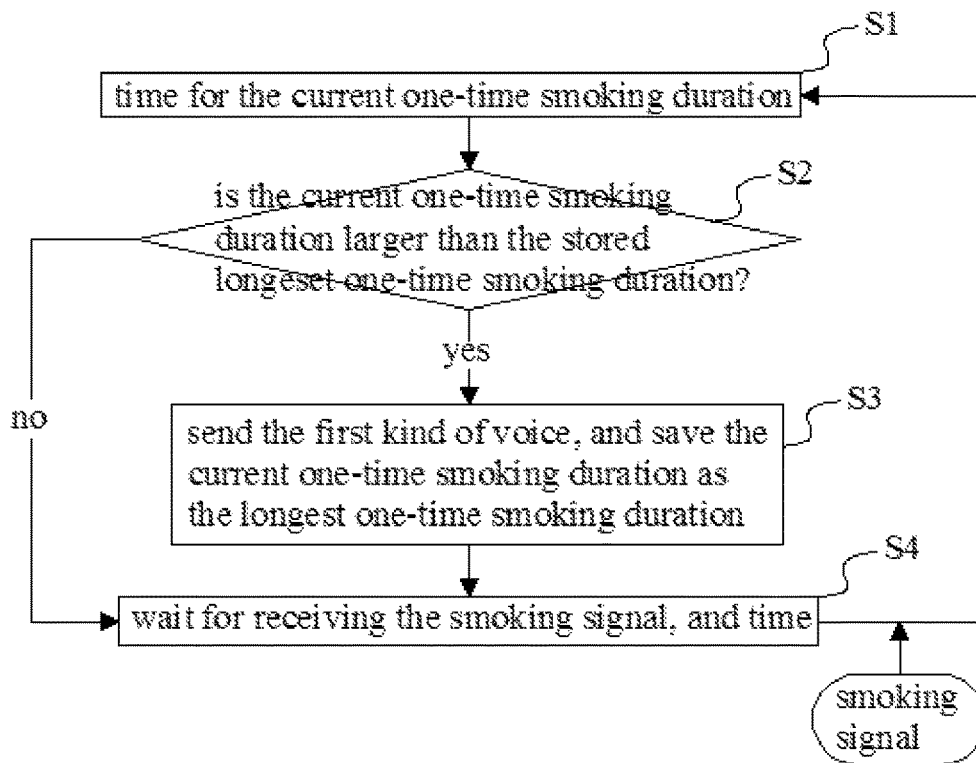 S1
time for the current one-time smoking duration
S2
is the current one-time smoking
duration larger than the stored
longeset one-time smoking duration?
yes
no
S3
send the first kind of voice, and save the
current one-time smoking duration as
the longest one-time smoking duration
S4
wait for receiving the smoking signal, and time
smoking
signal